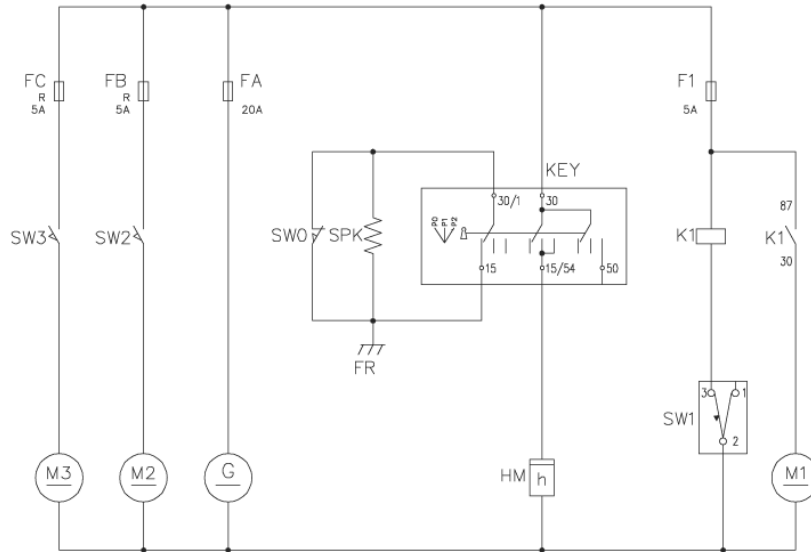 FC
R
5A
FB
R
5A
FA
20A
F1
5A
KEY
30/1
30
P0
P1
P2
15
15/54
50
SW3
SW2
SW0
SPK
K1
87
K1
30
FR
3
1
SW1
2
M3
M2
G
HM
h
M1